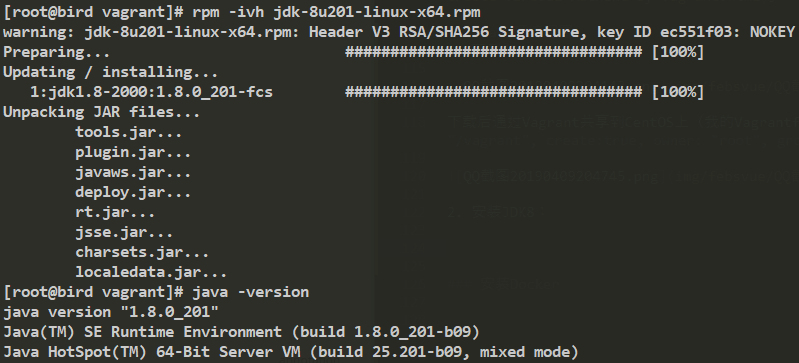 [root@bird vagrant]# rpm -ivh jdk-8u201-linux-x64.rpm
warning: jdk-8u201-linux-x64.rpm: Header V3 RSA/SHA256 Signature, key ID ec551f03: NOKEY
Preparing... ################################# [100%]
Updating / installing...
1:jdk1.8-2000:1.8.0_201-fcs ################################# [100%]
Unpacking JAR files...
tools.jar...
plugin.jar...
javaws.jar...
deploy.jar...
rt.jar...
jsse.jar...
charsets.jar...
localedata.jar...
[root@bird vagrant]# java -version
java version "1.8.0_201"
Java(TM) SE Runtime Environment (build 1.8.0_201-b09)
Java HotSpot(TM) 64-Bit Server VM (build 25.201-b09, mixed mode)